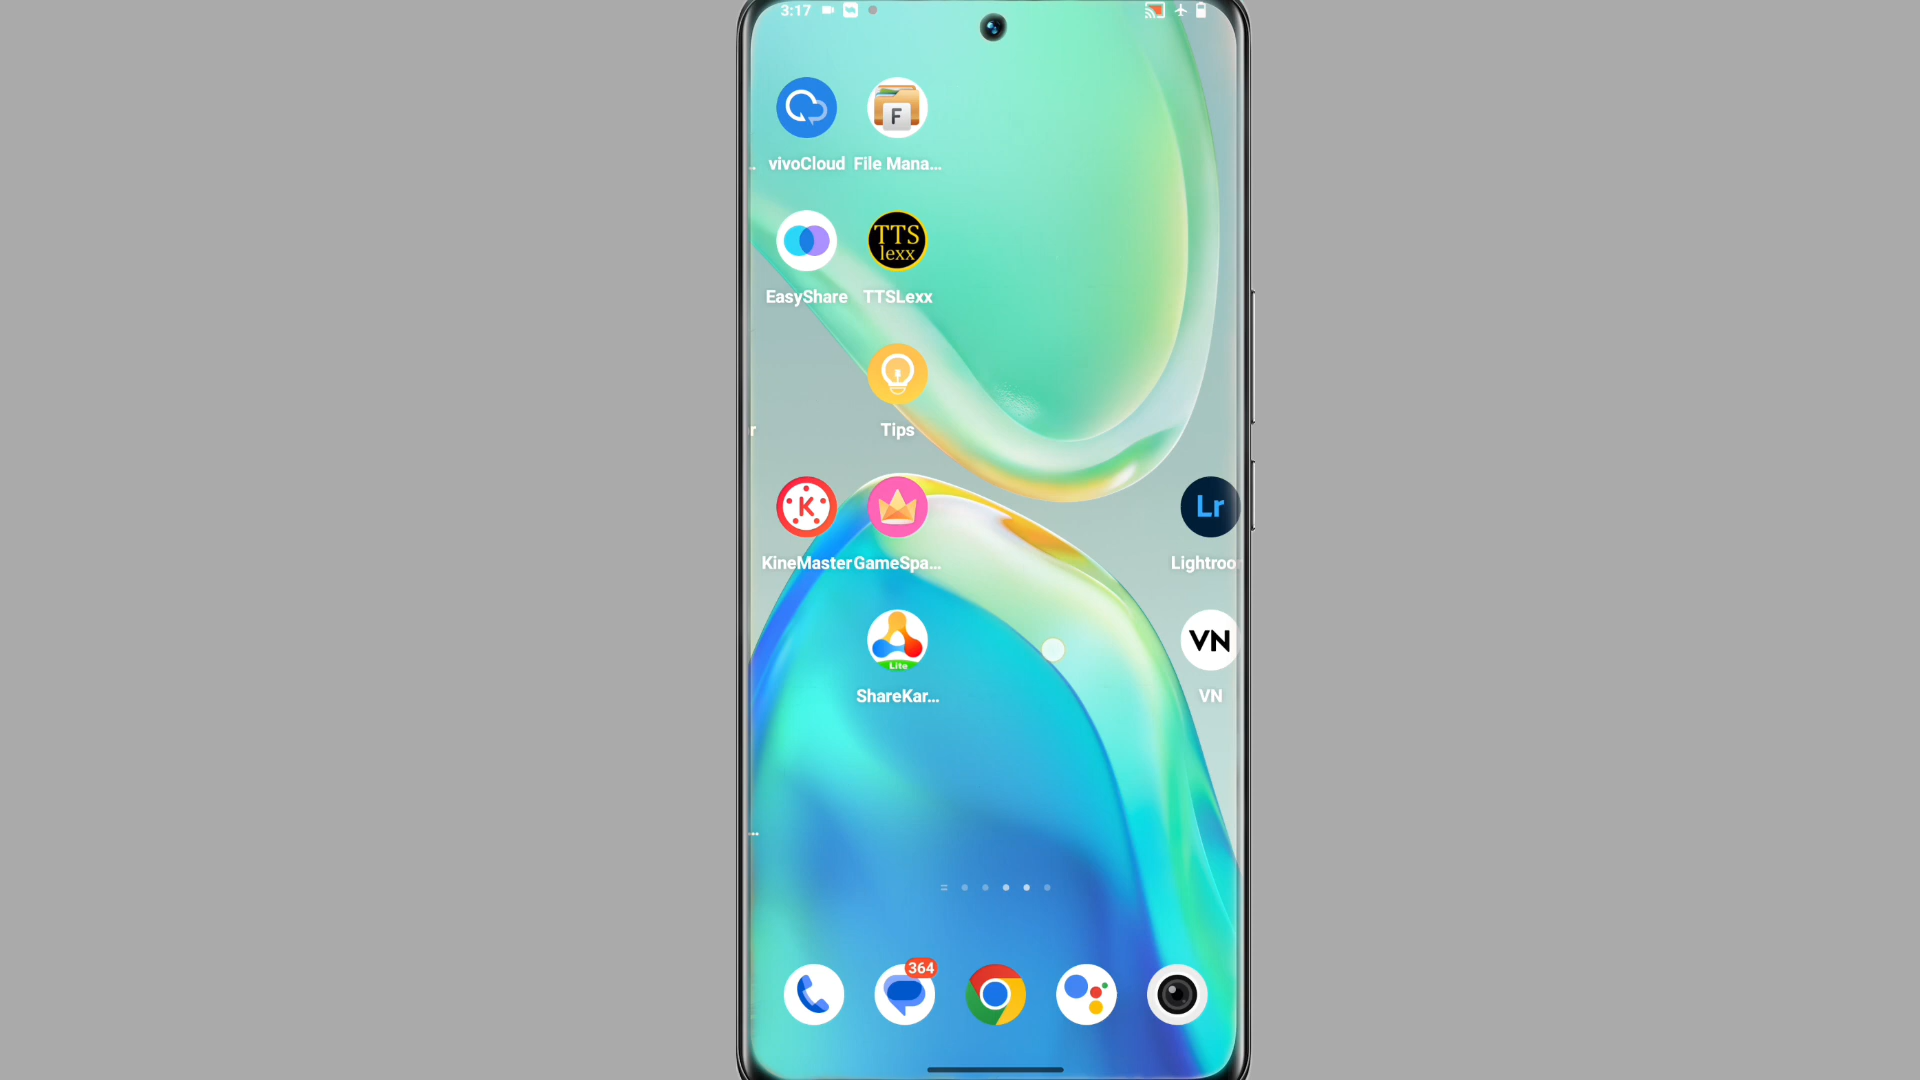 3:17
vivoCloud File Mana...
F
TTS
lexx
EasyShare TTSLexx
Tips
K
Lr
KineMaster GameSpa... Lightroo
Lite
VN
ShareKar... VN
364